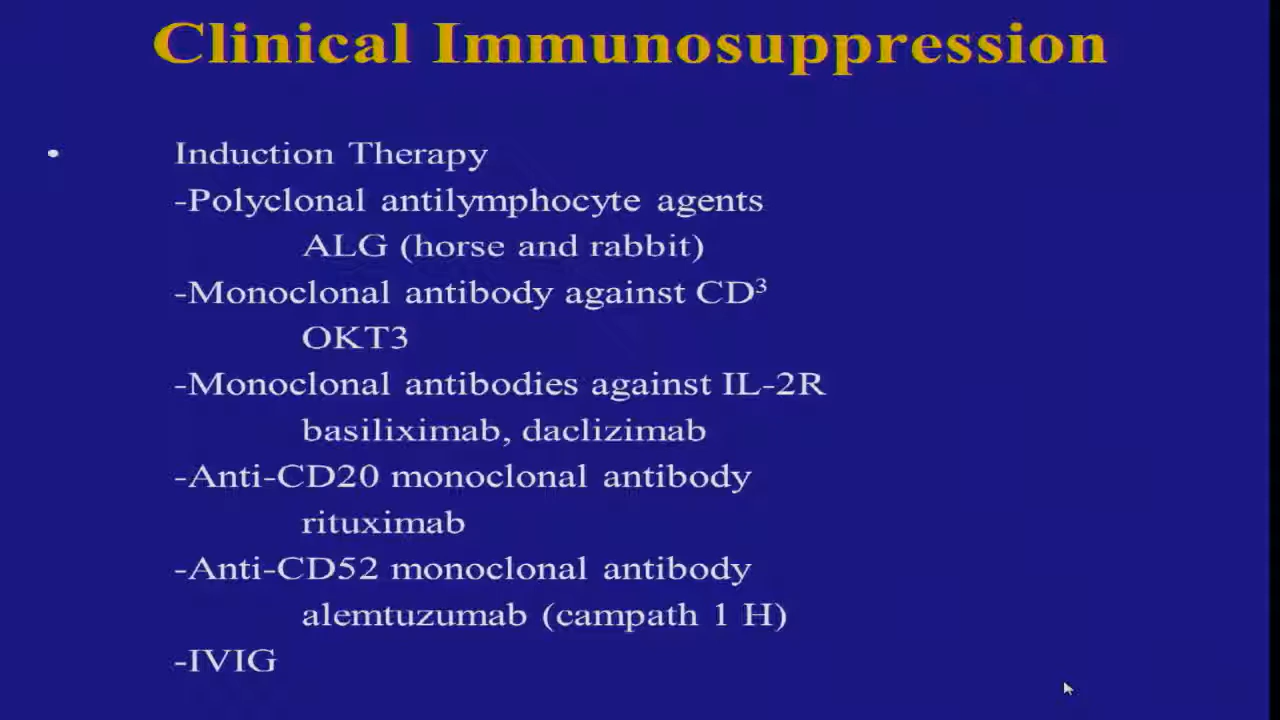 Clinical Immunosuppression
• Induction Therapy
-Polyclonal antilymphocyte agents
ALG (horse and rabbit)
-Monoclonal antibody against CD³
OKT3
-Monoclonal antibodies against IL-2R
basiliximab, daclizimab
-Anti-CD20 monoclonal antibody
rituximab
-Anti-CD52 monoclonal antibody
alemtuzumab (campath 1 H)
-IVIG